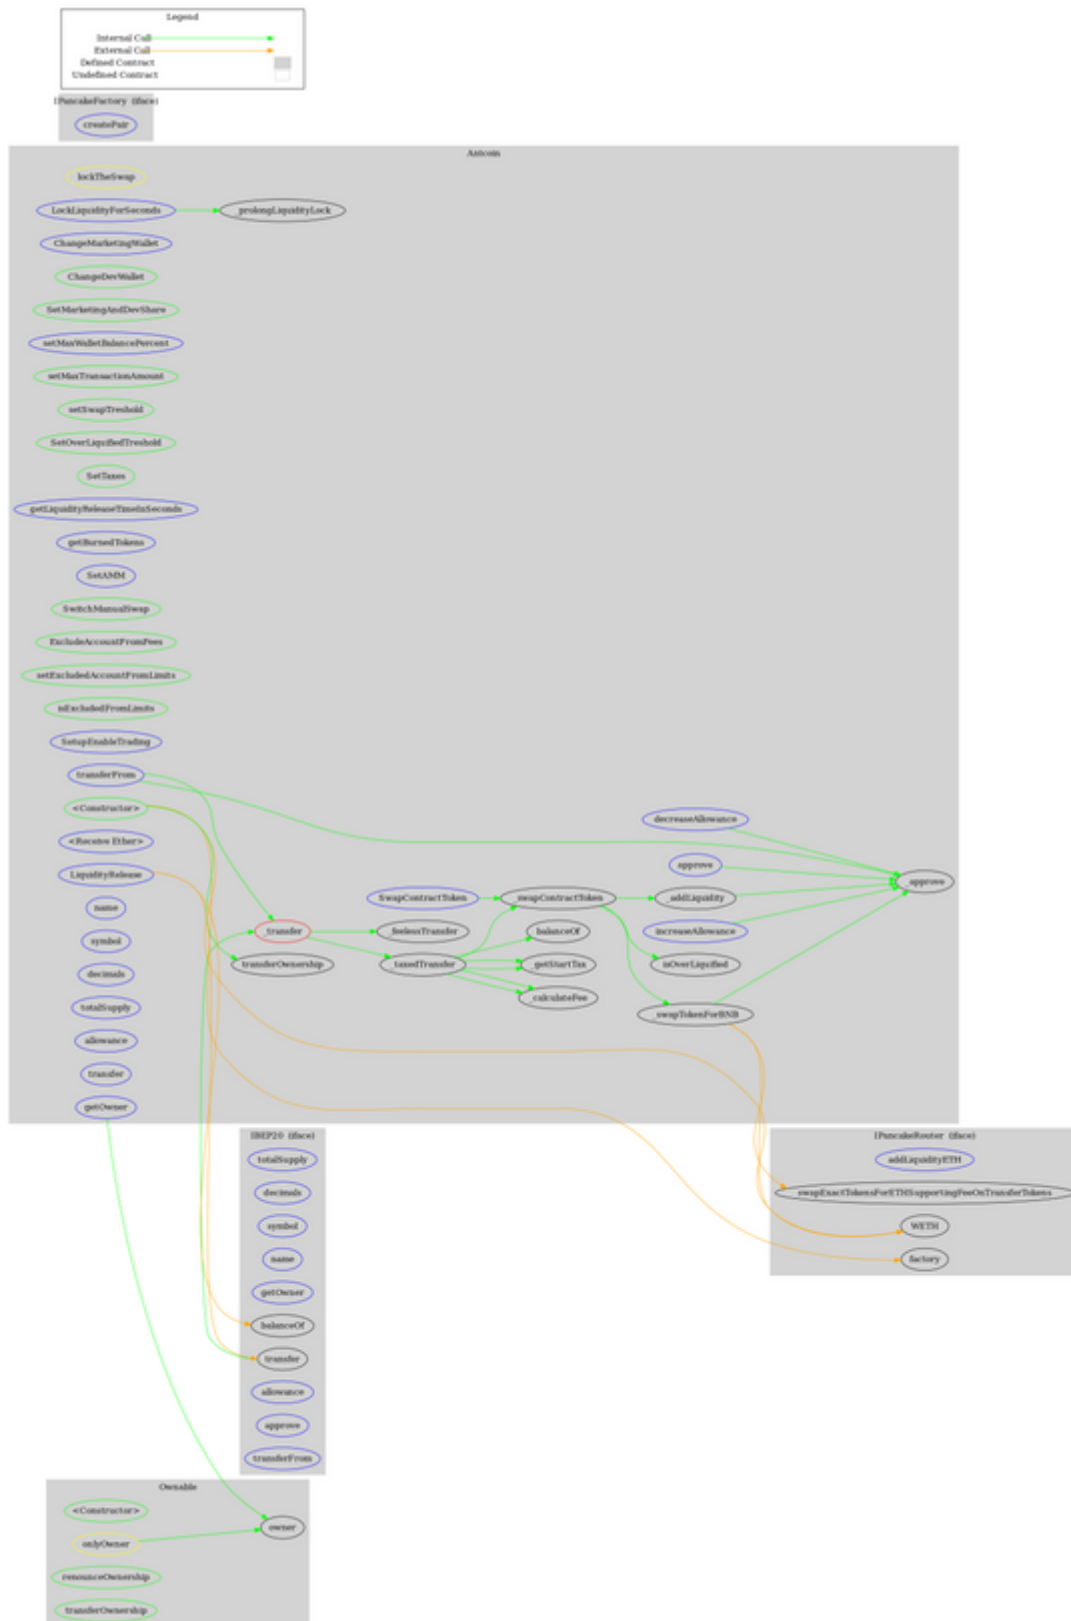 Legend
Internal Call
External Call
Defined Contract
Undefined Contract
IPancakeFactory (iface)
createPair
Antcoin
lockTheSwap
LockLiquidityForSeconds
_prolongLiquidityLock
ChangeMarketingWallet
ChangeDevWallet
SetMarketingAndDevShare
setMaxWalletBalancePercent
setMaxTransactionAmount
setSwapTreshold
SetOverLiquifiedTreshold
SetTaxes
getLiquidityReleaseTimeInSeconds
getBurnedTokens
SetAMM
SwitchManualSwap
ExcludeAccountFromFees
setExcludedAccountFromLimits
isExcludedFromLimits
SetupEnableTrading
transferFrom
<Constructor>
decreaseAllowance
<Receive Ether>
approve
LiquidityRelease
_approve
SwapContractToken
_swapContractToken
_addLiquidity
name
_transfer
_feelessTransfer
balanceOf
increaseAllowance
symbol
transferOwnership
_taxedTransfer
_getStartTax
isOverLiquified
decimals
_calculateFee
totalSupply
_swapTokenForBNB
allowance
transfer
getOwner
IBEP20 (iface)
IPancakeRouter (iface)
totalSupply
addLiquidityETH
decimals
swapExactTokensForETHSupportingFeeOnTransferTokens
symbol
WETH
name
factory
getOwner
balanceOf
transfer
allowance
approve
transferFrom
Ownable
<Constructor>
owner
onlyOwner
renounceOwnership
transferOwnership